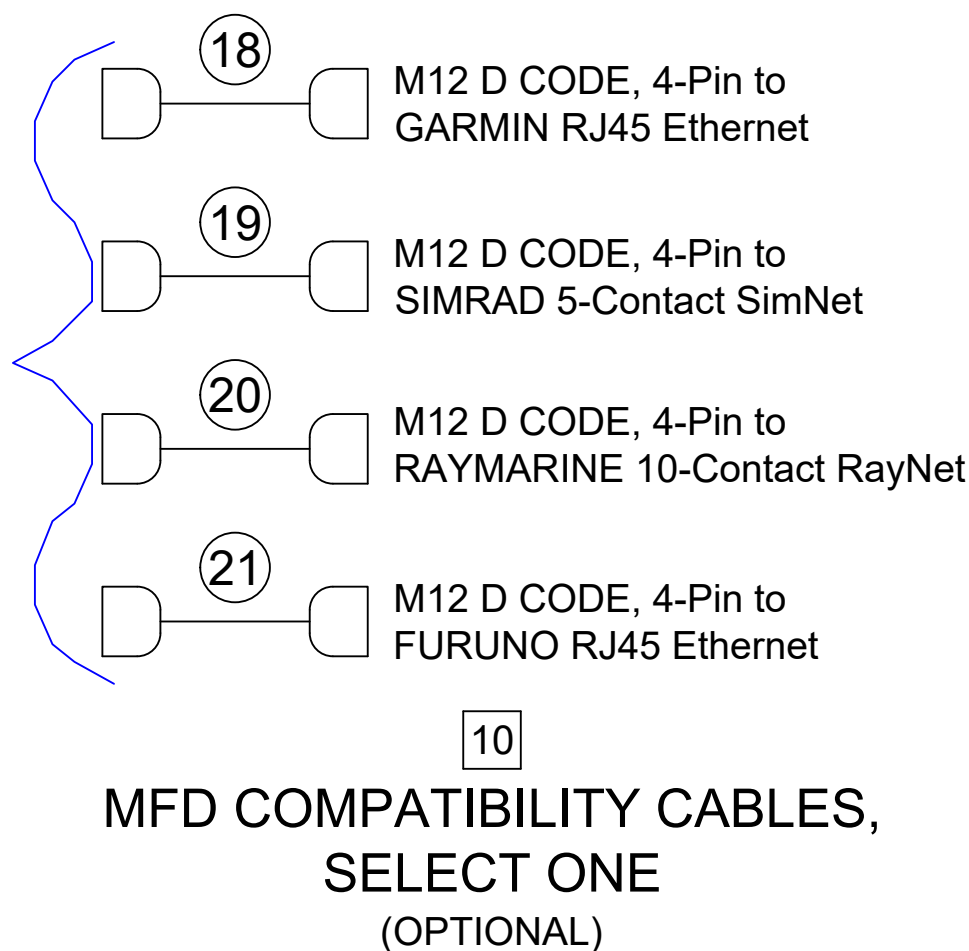 18
M12 D CODE, 4-Pin to
GARMIN RJ45 Ethernet
19
M12 D CODE, 4-Pin to
SIMRAD 5-Contact SimNet
20
M12 D CODE, 4-Pin to
RAYMARINE 10-Contact RayNet
21
M12 D CODE, 4-Pin to
FURUNO RJ45 Ethernet
10
MFD COMPATIBILITY CABLES,
SELECT ONE
(OPTIONAL)